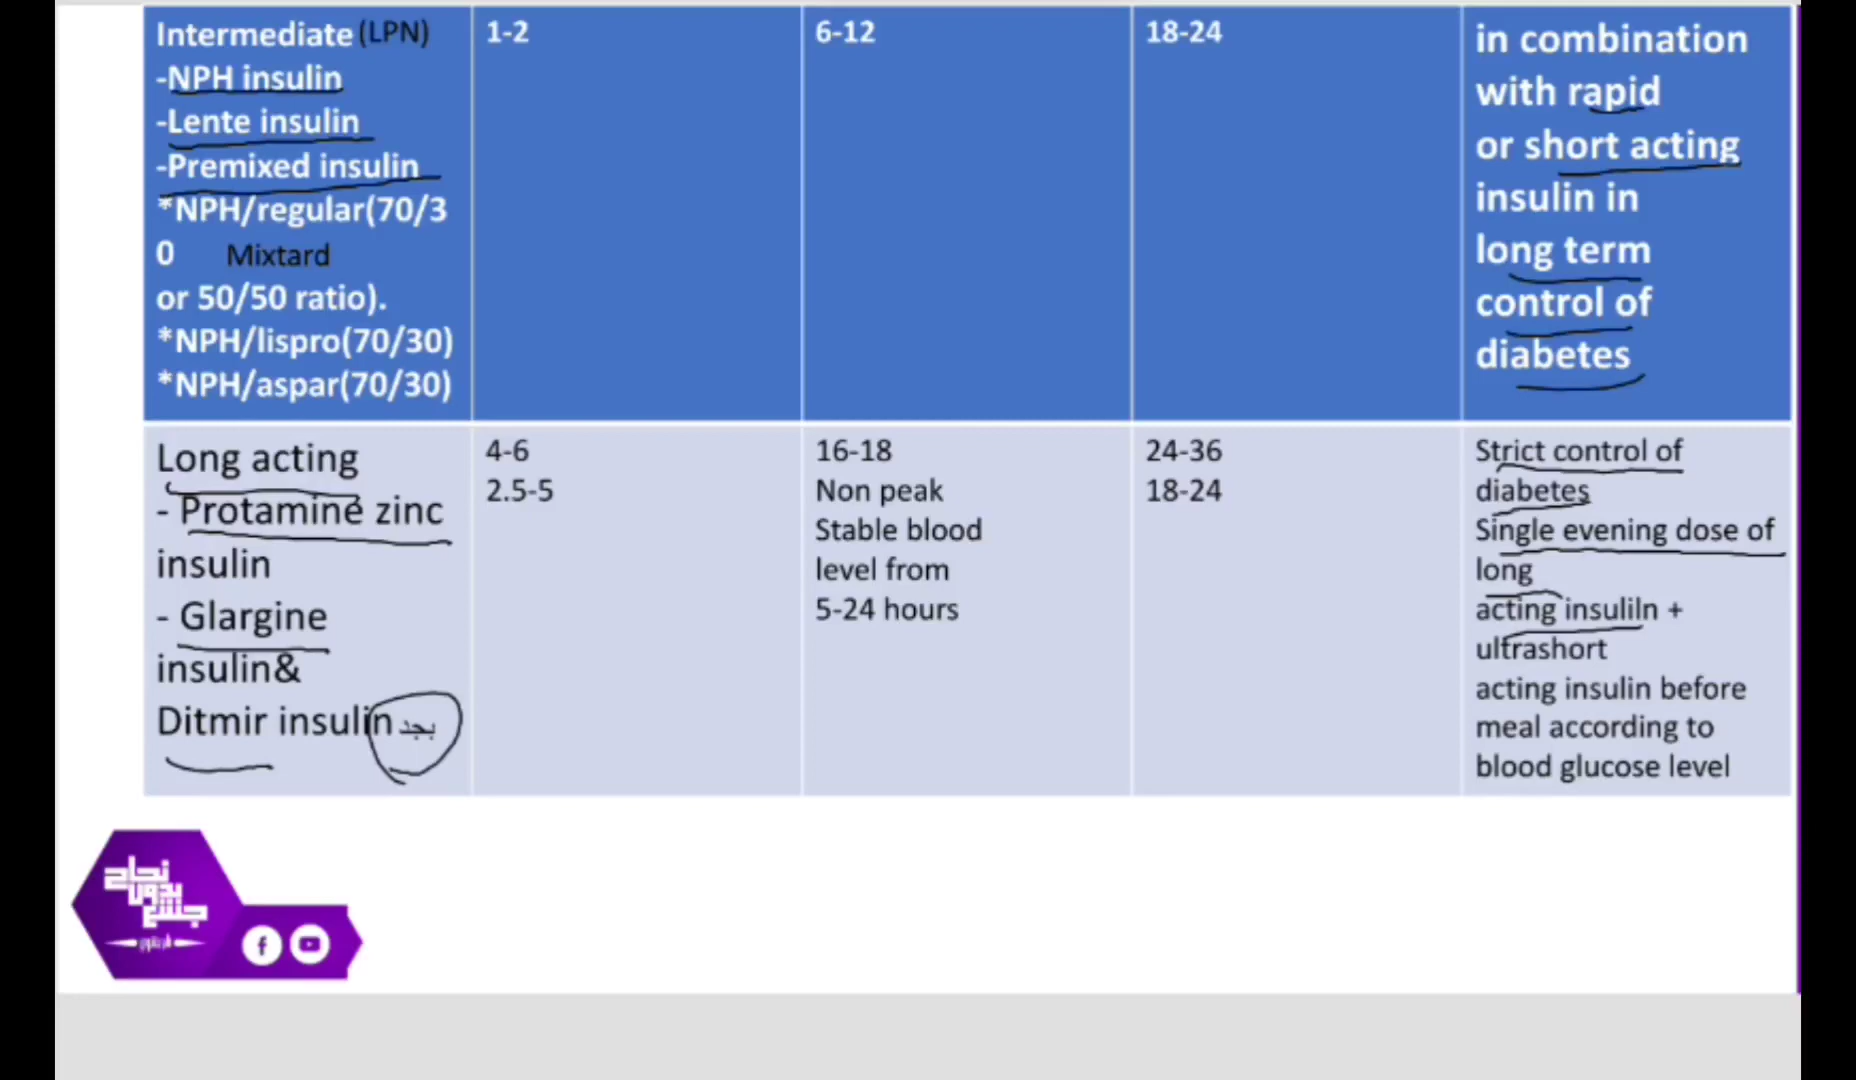 Intermediate (LPN)
-NPH insulin
-Lente insulin
-Premixed insulin
*NPH/regular(70/3
0 Mixtard
or 50/50 ratio).
*NPH/lispro(70/30)
*NPH/aspar(70/30)
1-2
6-12
18-24
in combination
with rapid
or short acting
insulin in
long term
control of
diabetes
Long acting
- Protamine zinc
insulin
- Glargine
insulin&
Ditmir insulin بجد
4-6
2.5-5
16-18
Non peak
Stable blood
level from
5-24 hours
24-36
18-24
Strict control of
diabetes
Single evening dose of
long
acting insuliln +
ultrashort
acting insulin before
meal according to
blood glucose level
نجاح
بدون